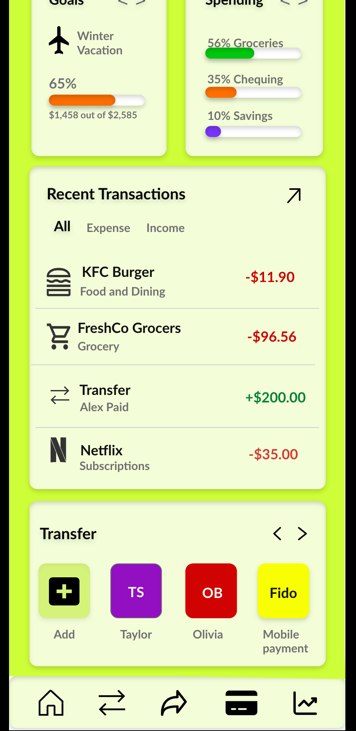 Goals
Spending
Winter
Vacation
65%
$1,458 out of $2,585
56% Groceries
35% Chequing
10% Savings
Recent Transactions
All Expense Income
KFC Burger
-$11.90
Food and Dining
FreshCo Grocers
-$96.56
Grocery
Transfer
+$200.00
Alex Paid
Netflix
-$35.00
Subscriptions
Transfer
TS OB Fido
Add Taylor Olivia Mobile
payment